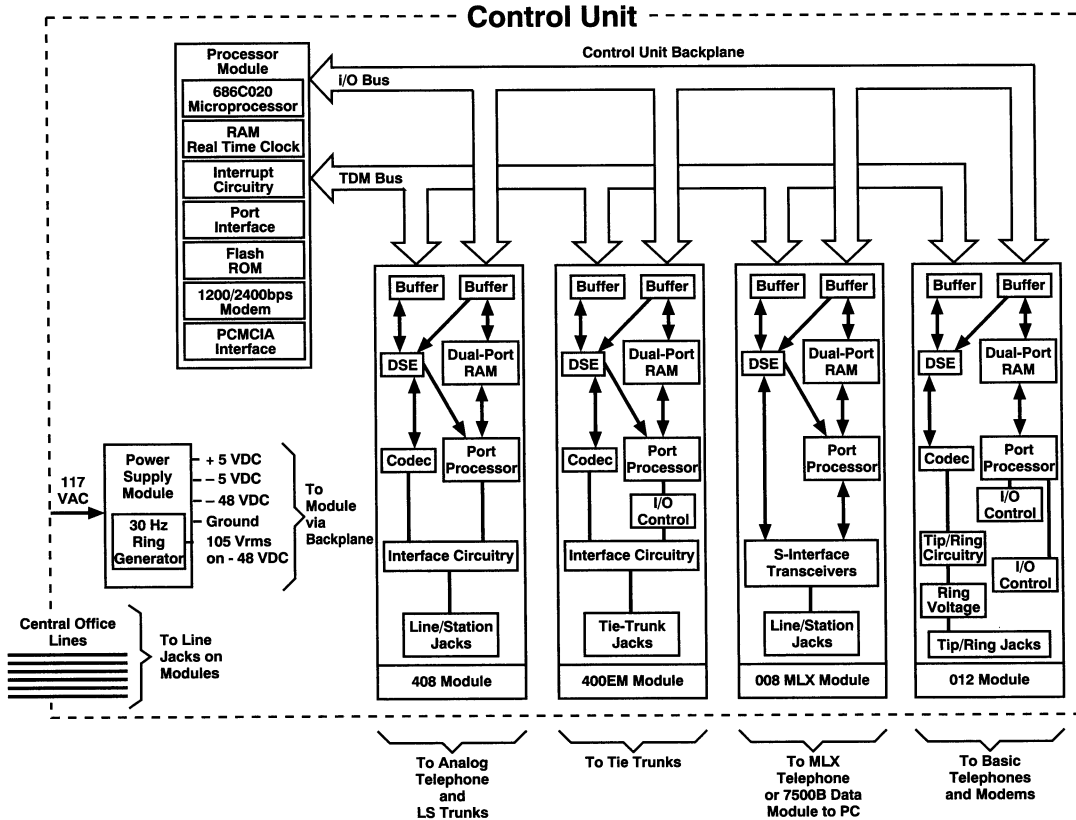 Control Unit
Control Unit Backplane
Processor
Module
686C020
Microprocessor
RAM
Real Time Clock
Interrupt
Circuitry
Port
Interface
Flash
ROM
1200/2400bps
Modem
PCMCIA
Interface
i/O Bus
TDM Bus
Buffer
Buffer
DSE
Dual-Port
RAM
Codec
Port
Processor
Interface Circuitry
Line/Station
Jacks
408 Module
Buffer
Buffer
DSE
Dual-Port
RAM
Codec
Port
Processor
I/O
Control
Interface Circuitry
Tie-Trunk
Jacks
400EM Module
Buffer
Buffer
DSE
Dual-Port
RAM
Port
Processor
S-Interface
Transceivers
Line/Station
Jacks
008 MLX Module
Buffer
Buffer
DSE
Dual-Port
RAM
Codec
Port
Processor
I/O
Control
Tip/Ring
Circuitry
I/O
Control
Ring
Voltage
Tip/Ring Jacks
012 Module
117
VAC
Power
Supply
Module
30 Hz
Ring
Generator
+ 5 VDC
– 5 VDC
– 48 VDC
Ground
105 Vrms
on - 48 VDC
To
Module
via
Backplane
Central Office
Lines
To Line
Jacks on
Modules
To Analog
Telephone
and
LS Trunks
To Tie Trunks
To MLX
Telephone
or 7500B Data
Module to PC
To Basic
Telephones
and Modems